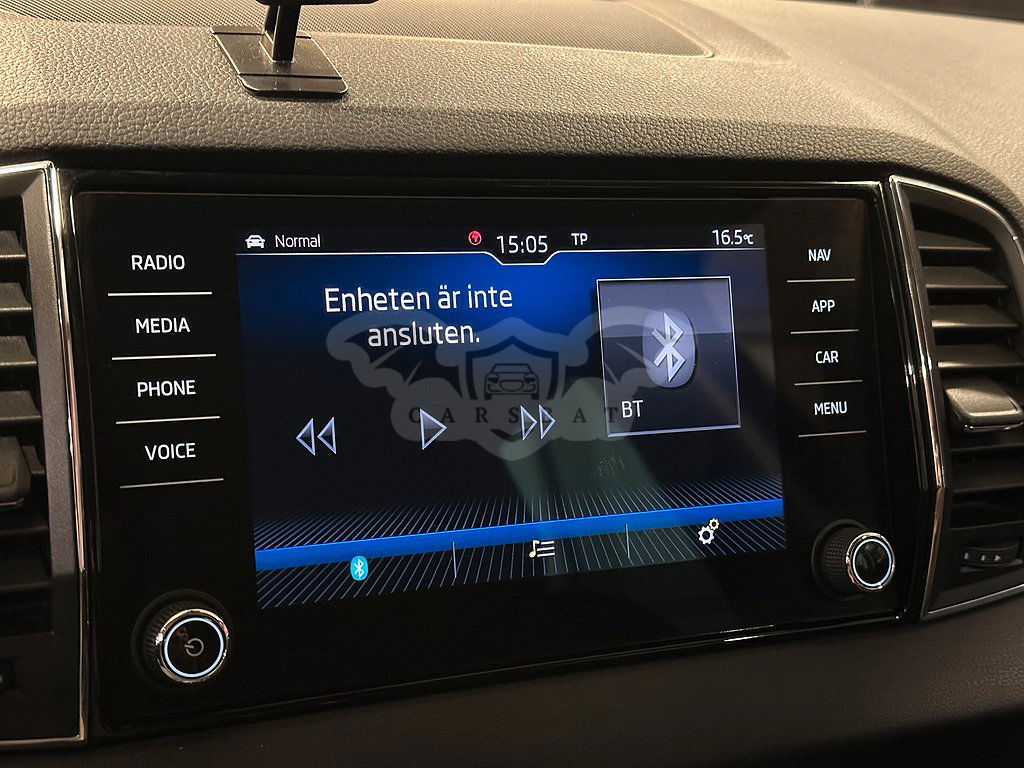 Normal
15:05
TP
16.5°C
RADIO
MEDIA
PHONE
VOICE
Enheten är inte
ansluten.
BT
NAV
APP
CAR
MENU
CARSCAT